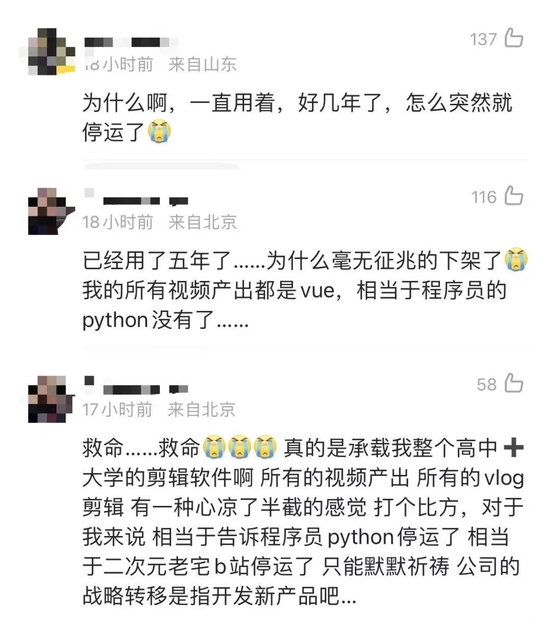 137
18小时前 来自山东
为什么啊，一直用着，好几年了，怎么突然就
停运了😭
116
18小时前 来自北京
已经用了五年了……为什么毫无征兆的下架了😭
我的所有视频产出都是vue，相当于程序员的
python没有了……
58
17小时前 来自北京
救命……救命😭😭😭 真的是承载我整个高中➕
大学的剪辑软件啊 所有的视频产出 所有的vlog
剪辑 有一种心凉了半截的感觉 打个比方，对于
我来说 相当于告诉程序员python停运了 相当
于二次元老宅b站停运了 只能默默祈祷 公司的
战略转移是指开发新产品吧...